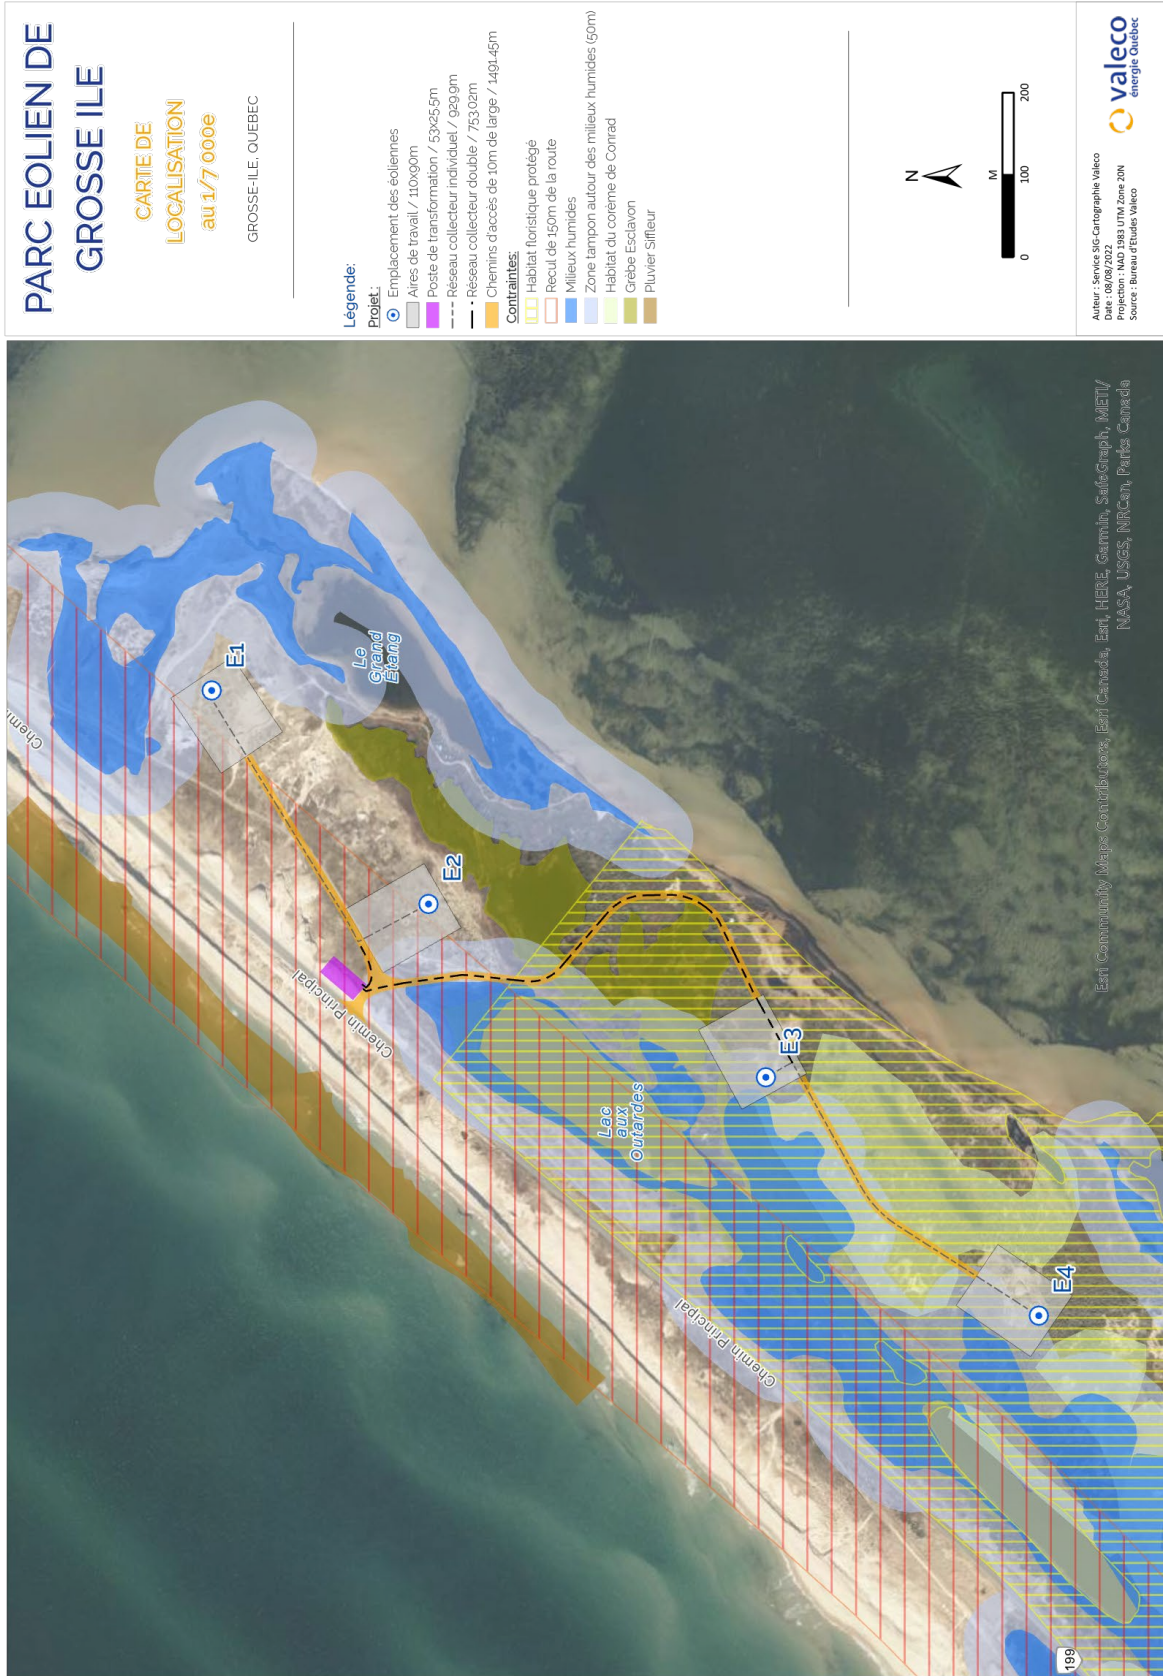 PARC EOLIEN DE
GROSSE ILE
CARTE DE
LOCALISATION
au 1/7 000e
GROSSE-ILE, QUEBEC
Légende:
Projet :
Emplacement des éoliennes
Aires de travail / 110x90m
Poste de transformation / 53x25.5m
Réseau collecteur individuel / 929.9m
Réseau collecteur double / 753.02m
Chemins d'accès de 10m de large / 1491.45m
Contraintes:
Habitat floristique protégé
Recul de 150m de la route
Milieux humides
Zone tampon autour des milieux humides (50m)
Habitat du corème de Conrad
Grèbe Esclavon
Pluvier Siffleur
N
M
0 100 200
Auteur : Service SIG-Cartographie Valeco
Date : 08/08/2022
Projection : NAD 1983 UTM Zone 20N
Source : Bureau d'Etudes Valeco
valeco
énergie Québec
Chemin
E1
Le
Grand
Etang
E2
Chemin Principal
E3
Lac
aux
Outardes
Chemin Principal
E4
199
Esri Community Maps Contributors, Esri Canada, Esri, HERE, Garmin, SafeGraph, METI/
NASA, USGS, NRCan, Parks Canada